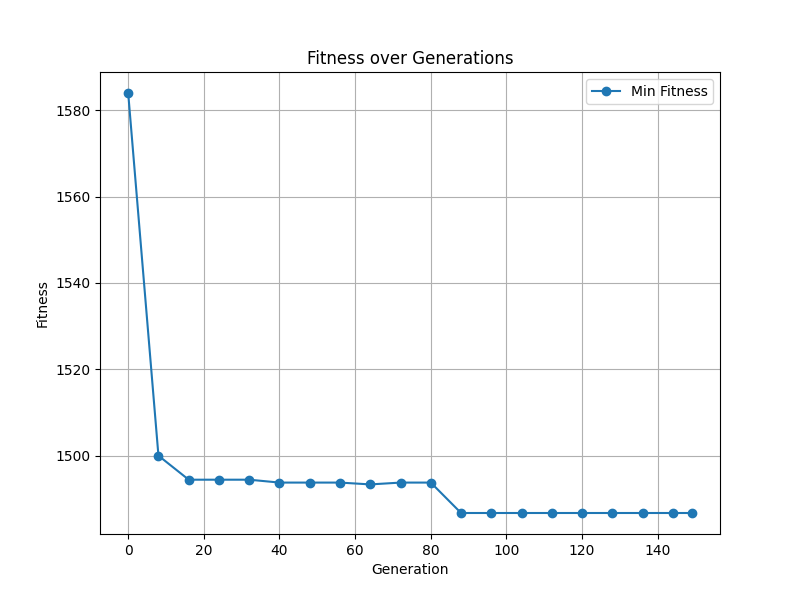 Fitness over Generations
Min Fitness
1580
1560
1540
1520
1500
Fitness
0 20 40 60 80 100 120 140
Generation